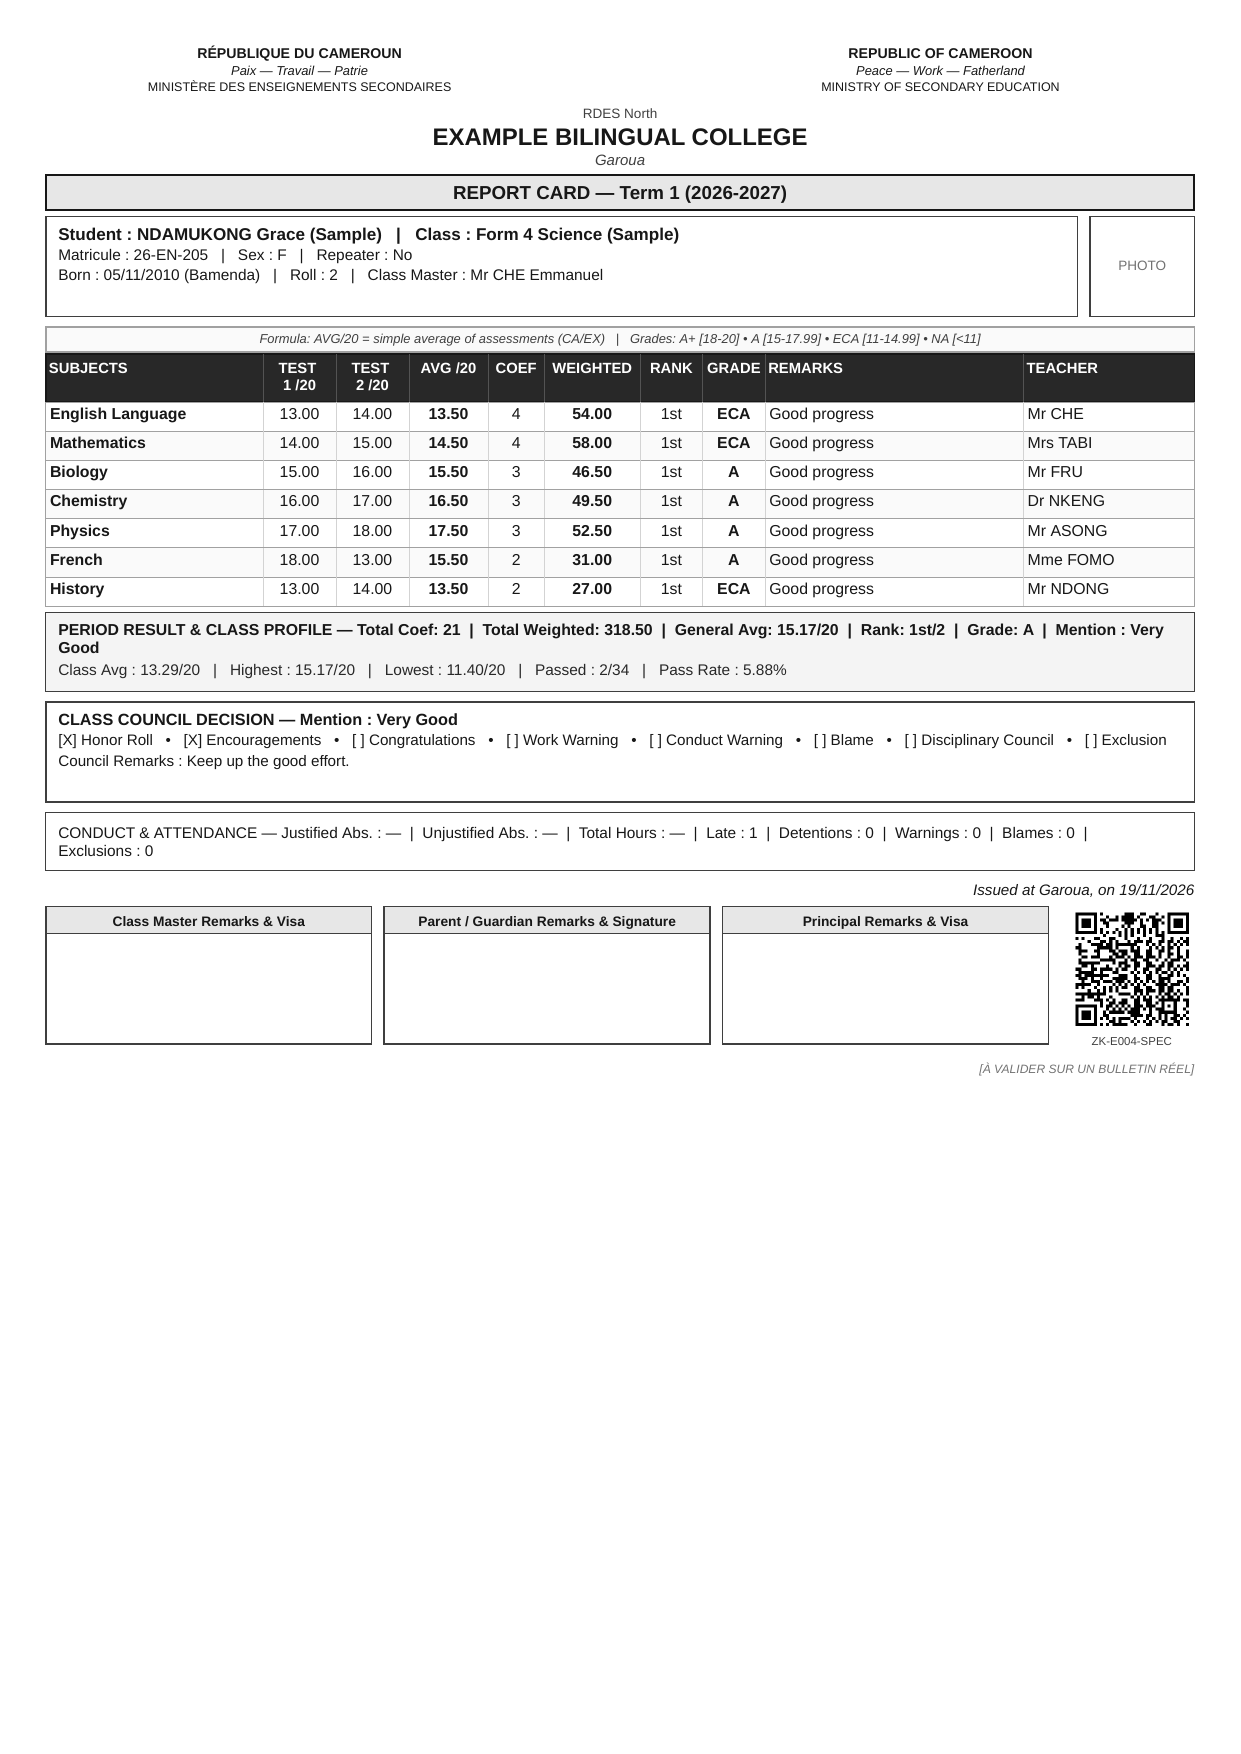 RÉPUBLIQUE DU CAMEROUN
Paix — Travail — Patrie
MINISTÈRE DES ENSEIGNEMENTS SECONDAIRES
REPUBLIC OF CAMEROON
Peace — Work — Fatherland
MINISTRY OF SECONDARY EDUCATION
RDES North
EXAMPLE BILINGUAL COLLEGE
Garoua
REPORT CARD — Term 1 (2026-2027)
Student : NDAMUKONG Grace (Sample) | Class : Form 4 Science (Sample)
Matricule : 26-EN-205 | Sex : F | Repeater : No
Born : 05/11/2010 (Bamenda) | Roll : 2 | Class Master : Mr CHE Emmanuel
PHOTO
Formula: AVG/20 = simple average of assessments (CA/EX) | Grades: A+ [18-20] • A [15-17.99] • ECA [11-14.99] • NA [<11]
SUBJECTS TEST 1 /20 TEST 2 /20 AVG /20 COEF WEIGHTED RANK GRADE REMARKS TEACHER
English Language 13.00 14.00 13.50 4 54.00 1st ECA Good progress Mr CHE
Mathematics 14.00 15.00 14.50 4 58.00 1st ECA Good progress Mrs TABI
Biology 15.00 16.00 15.50 3 46.50 1st A Good progress Mr FRU
Chemistry 16.00 17.00 16.50 3 49.50 1st A Good progress Dr NKENG
Physics 17.00 18.00 17.50 3 52.50 1st A Good progress Mr ASONG
French 18.00 13.00 15.50 2 31.00 1st A Good progress Mme FOMO
History 13.00 14.00 13.50 2 27.00 1st ECA Good progress Mr NDONG
PERIOD RESULT & CLASS PROFILE — Total Coef: 21 | Total Weighted: 318.50 | General Avg: 15.17/20 | Rank: 1st/2 | Grade: A | Mention : Very
Good
Class Avg : 13.29/20 | Highest : 15.17/20 | Lowest : 11.40/20 | Passed : 2/34 | Pass Rate : 5.88%
CLASS COUNCIL DECISION — Mention : Very Good
[X] Honor Roll • [X] Encouragements • [ ] Congratulations • [ ] Work Warning • [ ] Conduct Warning • [ ] Blame • [ ] Disciplinary Council • [ ] Exclusion
Council Remarks : Keep up the good effort.
CONDUCT & ATTENDANCE — Justified Abs. : — | Unjustified Abs. : — | Total Hours : — | Late : 1 | Detentions : 0 | Warnings : 0 | Blames : 0 |
Exclusions : 0
Issued at Garoua, on 19/11/2026
Class Master Remarks & Visa
Parent / Guardian Remarks & Signature
Principal Remarks & Visa
ZK-E004-SPEC
[À VALIDER SUR UN BULLETIN RÉEL]